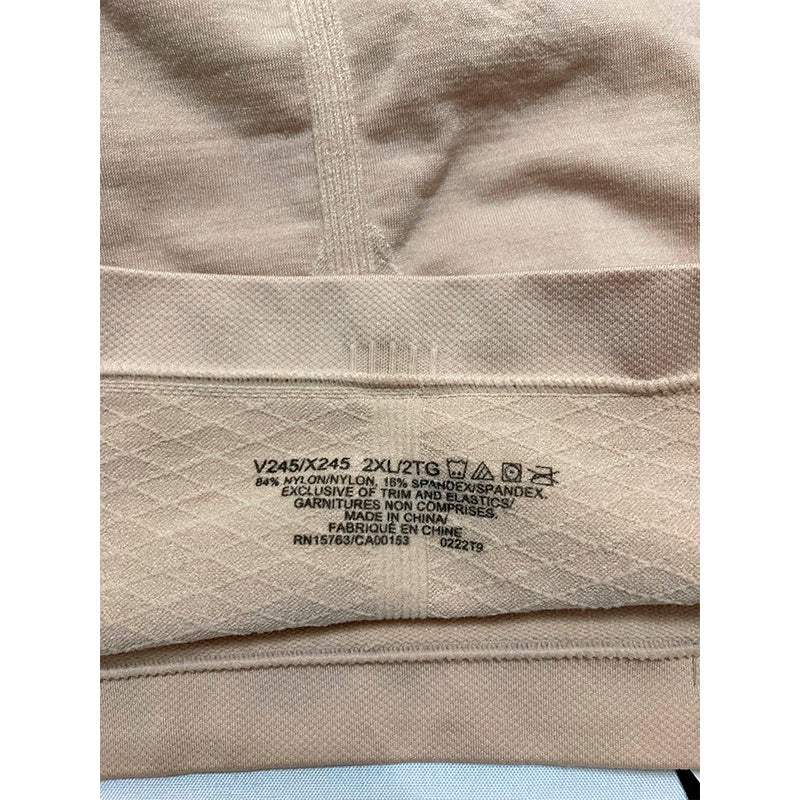 V245/X245 2XL/2TG
84% NYLON/NYLON, 16% SPANDEX/SPANDEX.
EXCLUSIVE OF TRIM AND ELASTICS/
GARNITURES NON COMPRISES.
MADE IN CHINA/
FABRIQUÉ EN CHINE
RN15763/CA00153 0222T9